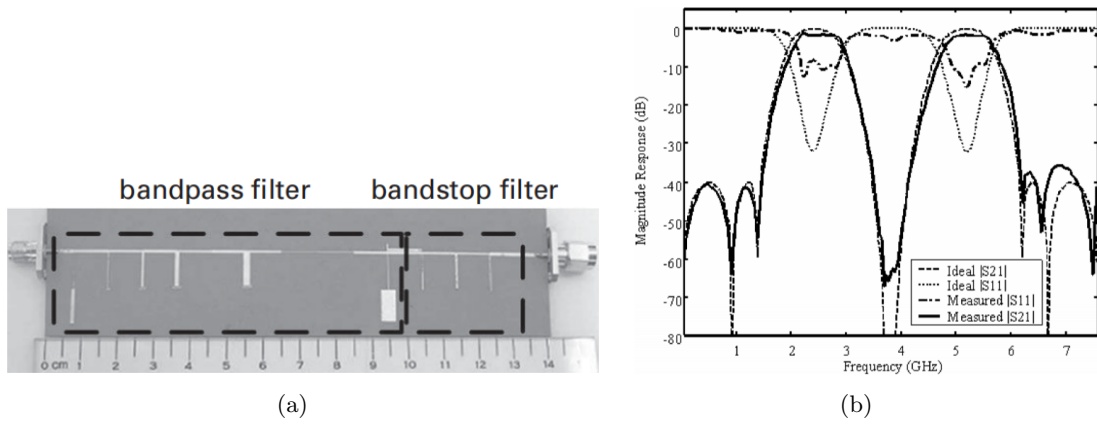 bandpass filter
bandstop filter
0 cm 1 2 3 4 5 6 7 8 9 10 11 12 13 14
(a)
Magnitude Response (dB)
0
-10
-20
-30
-40
-50
-60
-70
-80
1 2 3 4 5 6 7
Frequency (GHz)
Ideal |S21|
Ideal |S11|
Measured |S11|
Measured |S21|
(b)